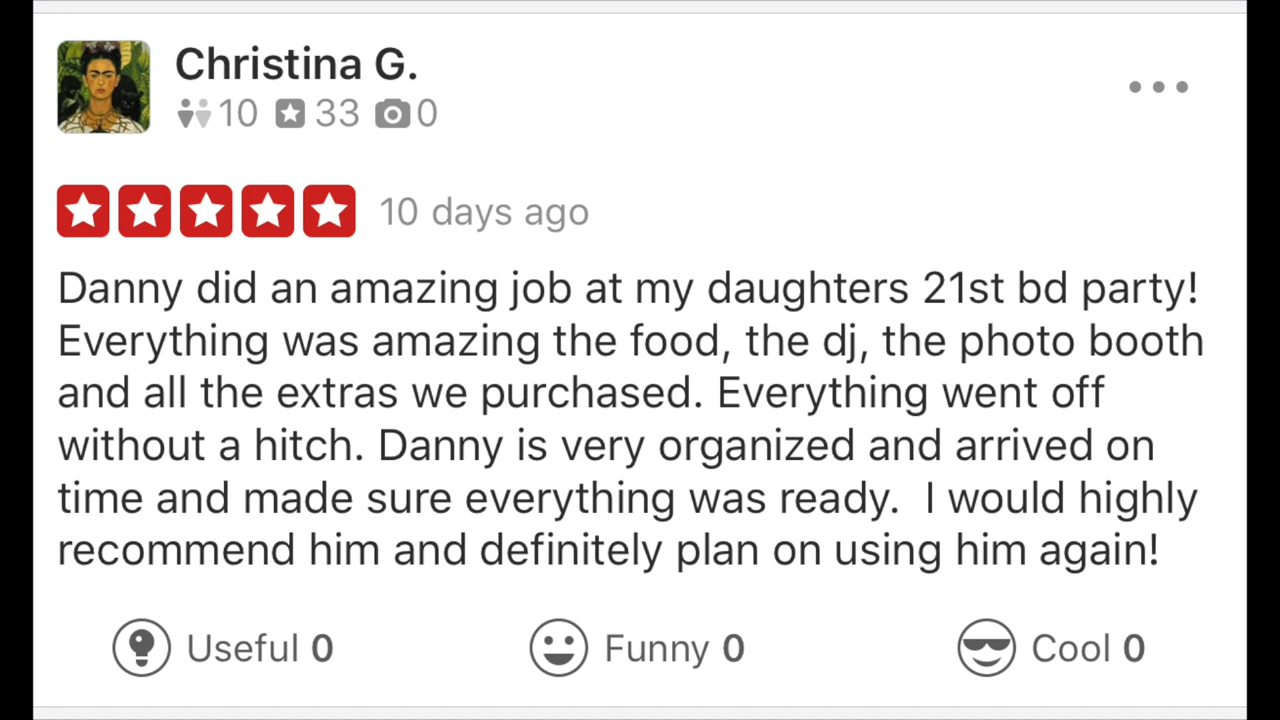 Christina G.
10 33 0
10 days ago
Danny did an amazing job at my daughters 21st bd party!
Everything was amazing the food, the dj, the photo booth
and all the extras we purchased. Everything went off
without a hitch. Danny is very organized and arrived on
time and made sure everything was ready.  I would highly
recommend him and definitely plan on using him again!
Useful 0 Funny 0 Cool 0